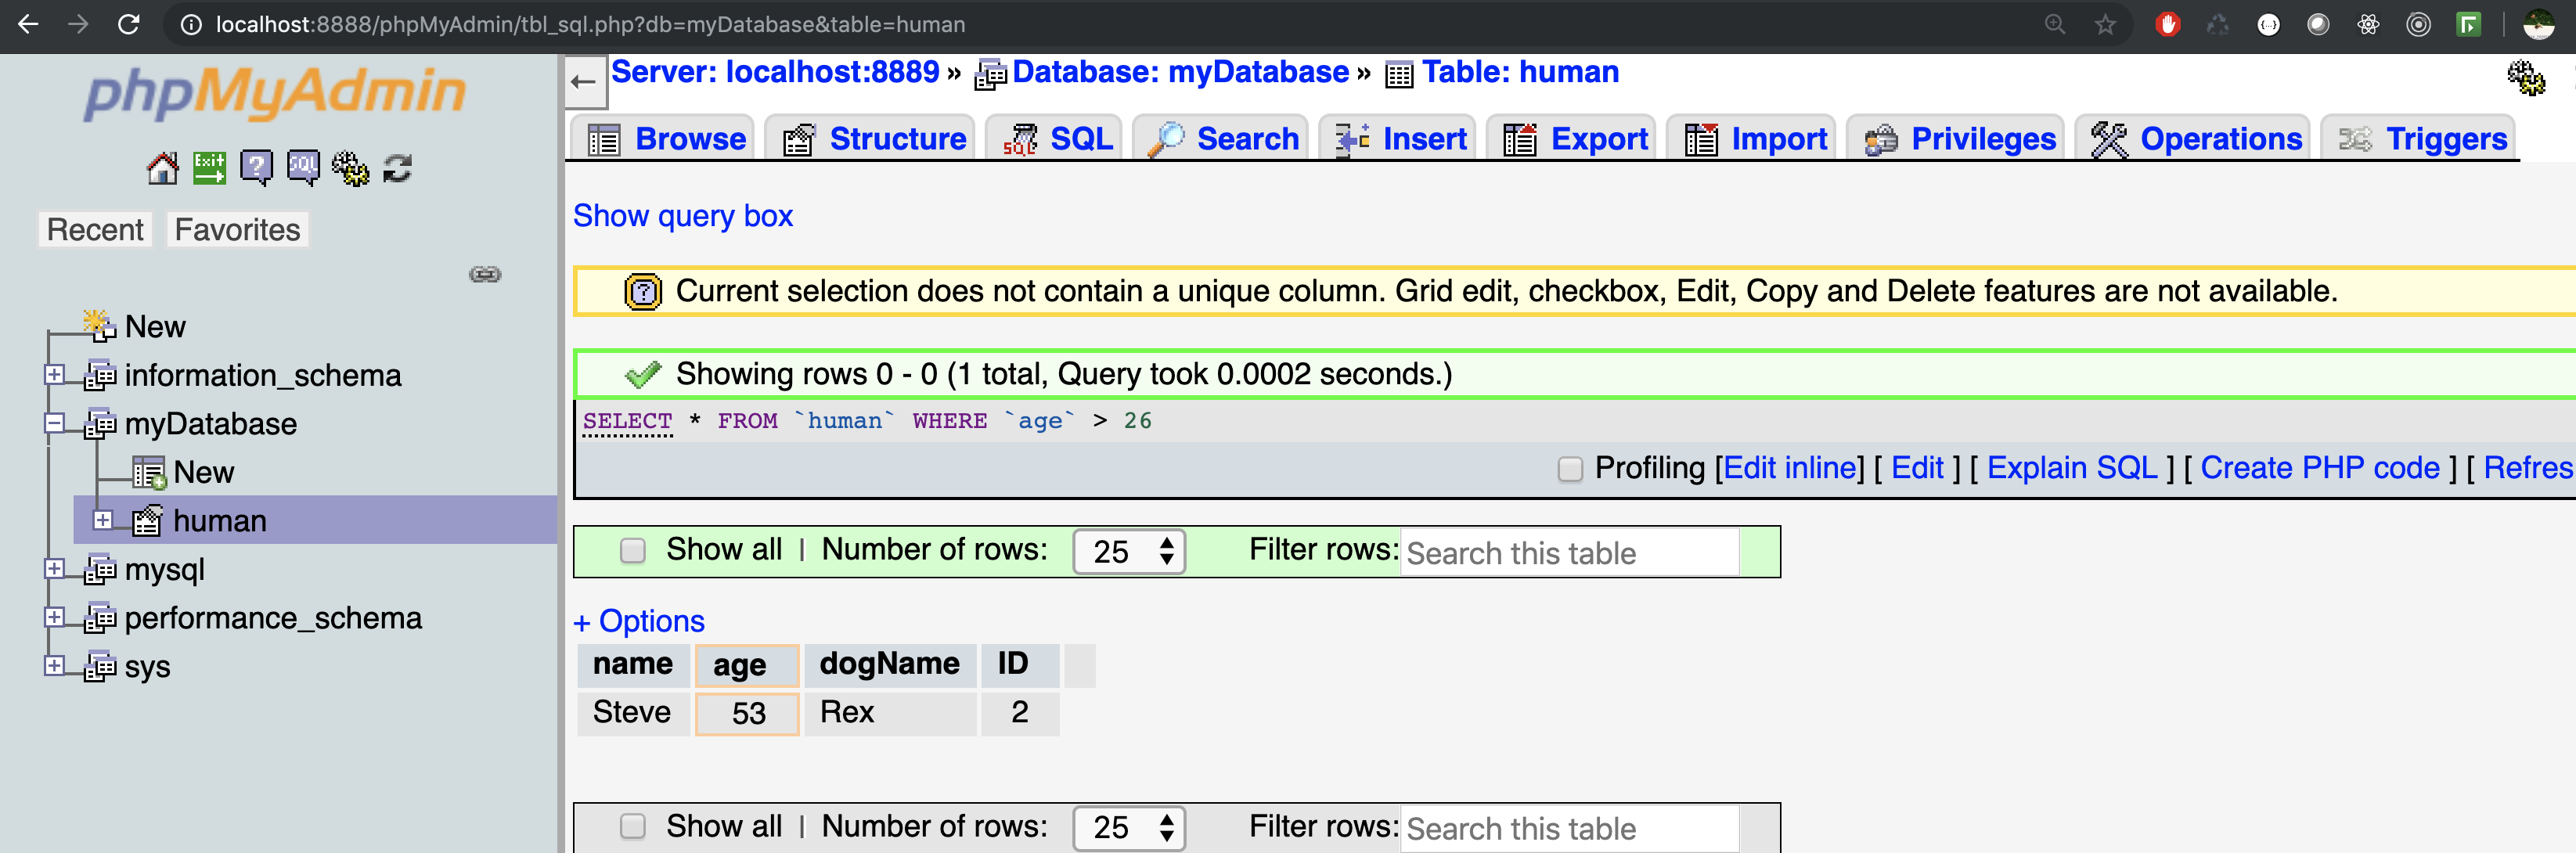 localhost:8888/phpMyAdmin/tbl_sql.php?db=myDatabase&table=human
phpMyAdmin
Exit
?
SQL
Recent Favorites
New
information_schema
myDatabase
New
human
mysql
performance_schema
sys
Server: localhost:8889 » Database: myDatabase » Table: human
Browse Structure SQL Search Insert Export Import Privileges Operations Triggers
Show query box
Current selection does not contain a unique column. Grid edit, checkbox, Edit, Copy and Delete features are not available.
Showing rows 0 - 0 (1 total, Query took 0.0002 seconds.)
SELECT * FROM `human` WHERE `age` > 26
Profiling [Edit inline] [ Edit ] [ Explain SQL ] [ Create PHP code ] [ Refres
Show all | Number of rows: 25 Filter rows: Search this table
+ Options
name age dogName ID
Steve 53 Rex 2
Show all | Number of rows: 25 Filter rows: Search this table